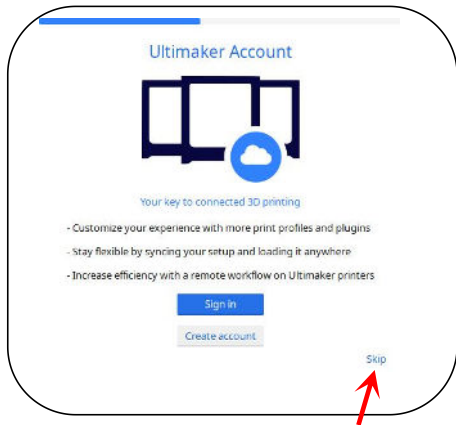 Ultimaker Account
Your key to connected 3D printing
- Customize your experience with more print profiles and plugins
- Stay flexible by syncing your setup and loading it anywhere
- Increase efficiency with a remote workflow on Ultimaker printers
Sign in
Create account
Skip